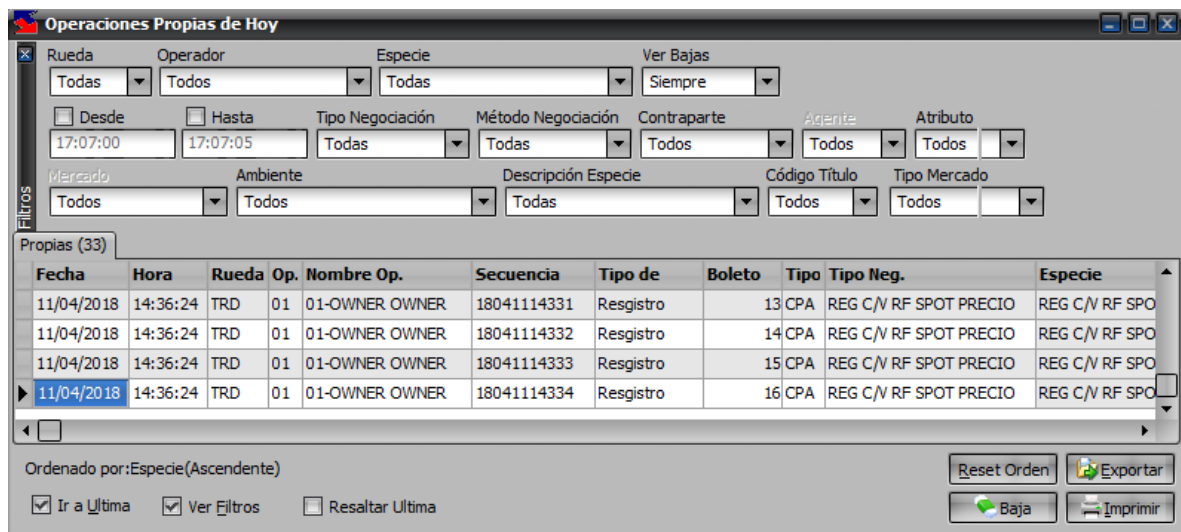 Operaciones Propias de Hoy
Rueda Operador Especie Ver Bajas
Todas Todos Todas Siempre
Desde Hasta Tipo Negociación Método Negociación Contraparte Agente Atributo
17:07:00 17:07:05 Todas Todas Todos Todos Todos
Mercado Ambiente Descripción Especie Código Título Tipo Mercado
Todos Todos Todas Todos Todos
Filtros
Propias (33)
Fecha Hora Rueda Op. Nombre Op. Secuencia Tipo de Boleto Tipo Tipo Neg. Especie
11/04/2018 14:36:24 TRD 01 01-OWNER OWNER 18041114331 Resgistro 13 CPA REG C/V RF SPOT PRECIO REG C/V RF SPO
11/04/2018 14:36:24 TRD 01 01-OWNER OWNER 18041114332 Resgistro 14 CPA REG C/V RF SPOT PRECIO REG C/V RF SPO
11/04/2018 14:36:24 TRD 01 01-OWNER OWNER 18041114333 Resgistro 15 CPA REG C/V RF SPOT PRECIO REG C/V RF SPO
11/04/2018 14:36:24 TRD 01 01-OWNER OWNER 18041114334 Resgistro 16 CPA REG C/V RF SPOT PRECIO REG C/V RF SPO
Ordenado por:Especie(Ascendente) Reset Orden Exportar
Ir a Ultima Ver Filtros Resaltar Ultima Baja Imprimir